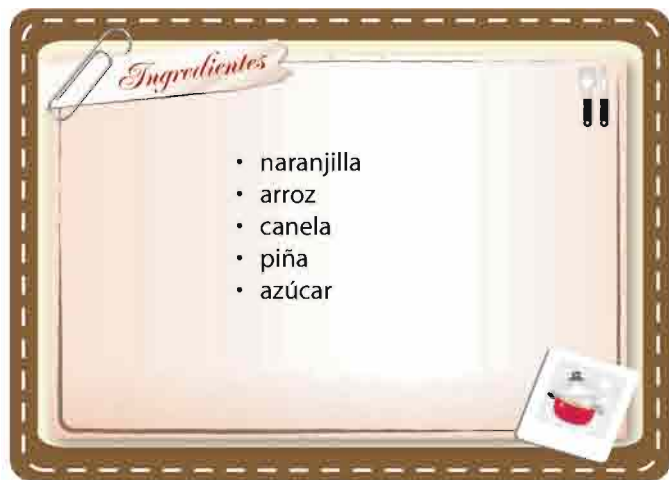 Ingredientes
• naranjilla
• arroz
• canela
• piña
• azúcar